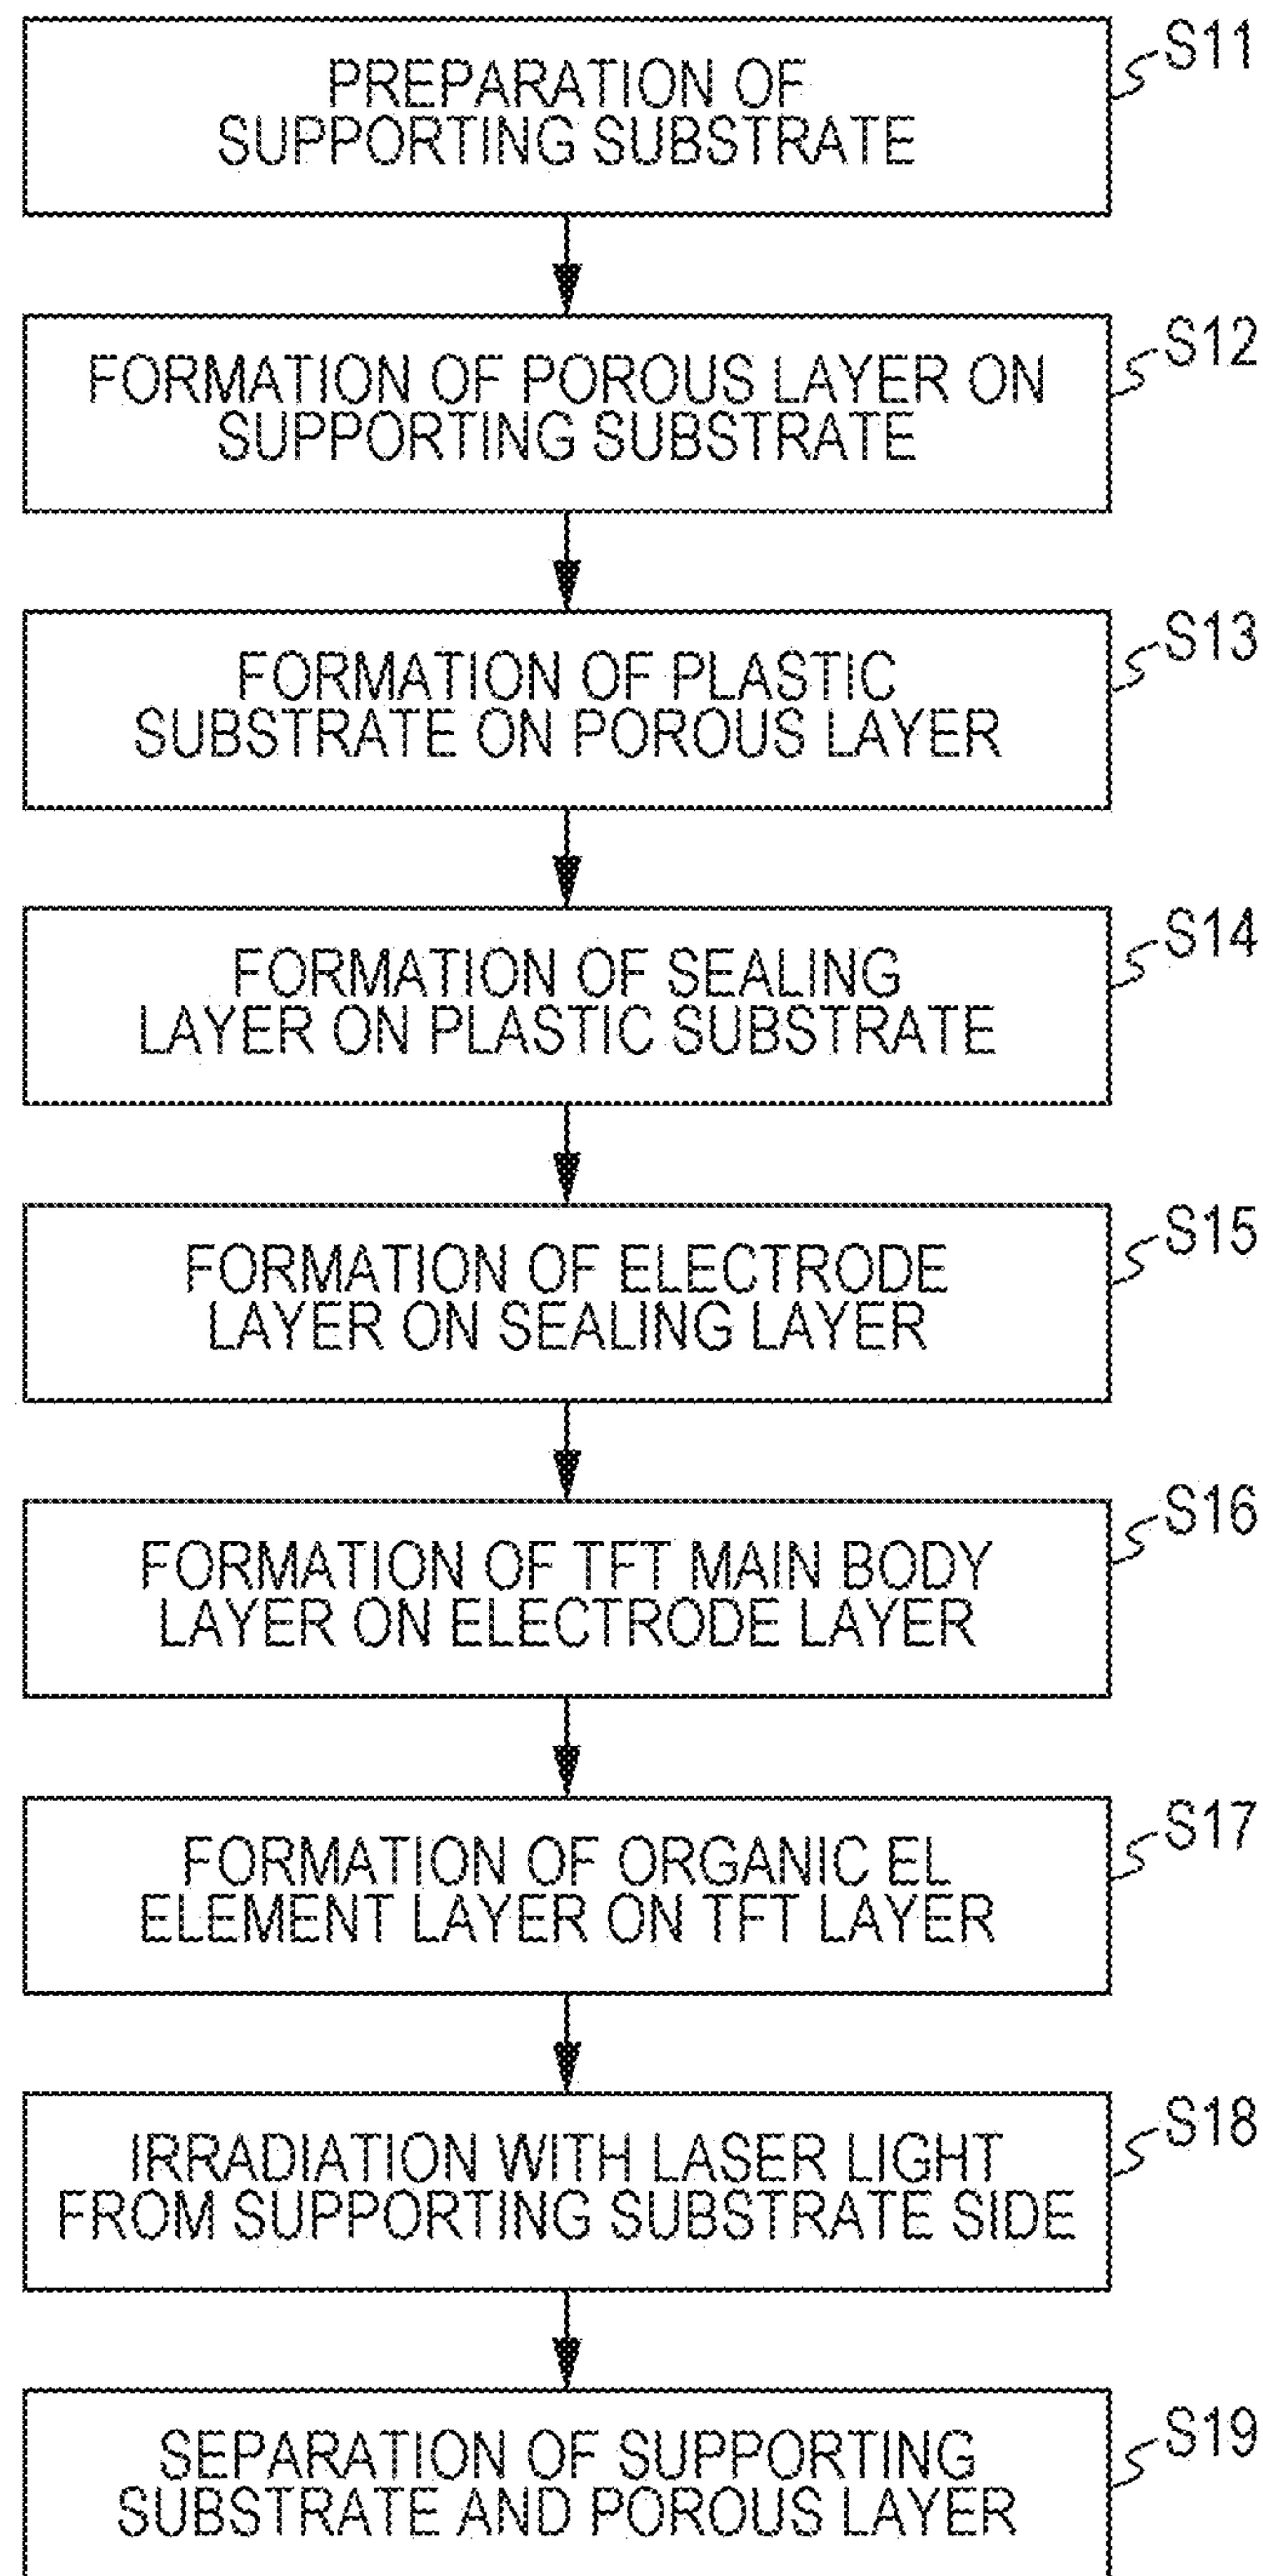 PREPARATION OF
SUPPORTING SUBSTRATE
S11
FORMATION OF POROUS LAYER ON
SUPPORTING SUBSTRATE
S12
FORMATION OF PLASTIC
SUBSTRATE ON POROUS LAYER
S13
FORMATION OF SEALING
LAYER ON PLASTIC SUBSTRATE
S14
FORMATION OF ELECTRODE
LAYER ON SEALING LAYER
S15
FORMATION OF TFT MAIN BODY
LAYER ON ELECTRODE LAYER
S16
FORMATION OF ORGANIC EL
ELEMENT LAYER ON TFT LAYER
S17
IRRADIATION WITH LASER LIGHT
FROM SUPPORTING SUBSTRATE SIDE
S18
SEPARATION OF SUPPORTING
SUBSTRATE AND POROUS LAYER
S19